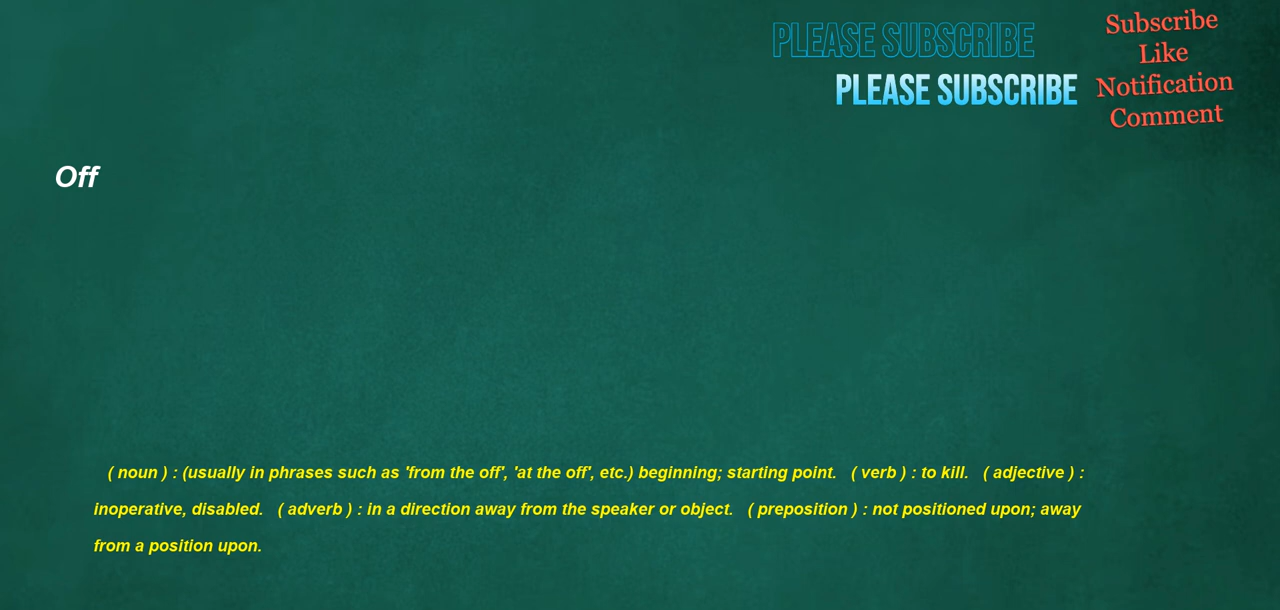 PLEASE SUBSCRIBE
PLEASE SUBSCRIBE
Subscribe
Like
Notification
Comment
Off
( noun ) : (usually in phrases such as 'from the off', 'at the off', etc.) beginning; starting point. ( verb ) : to kill. ( adjective ) :
inoperative, disabled. ( adverb ) : in a direction away from the speaker or object. ( preposition ) : not positioned upon; away
from a position upon.